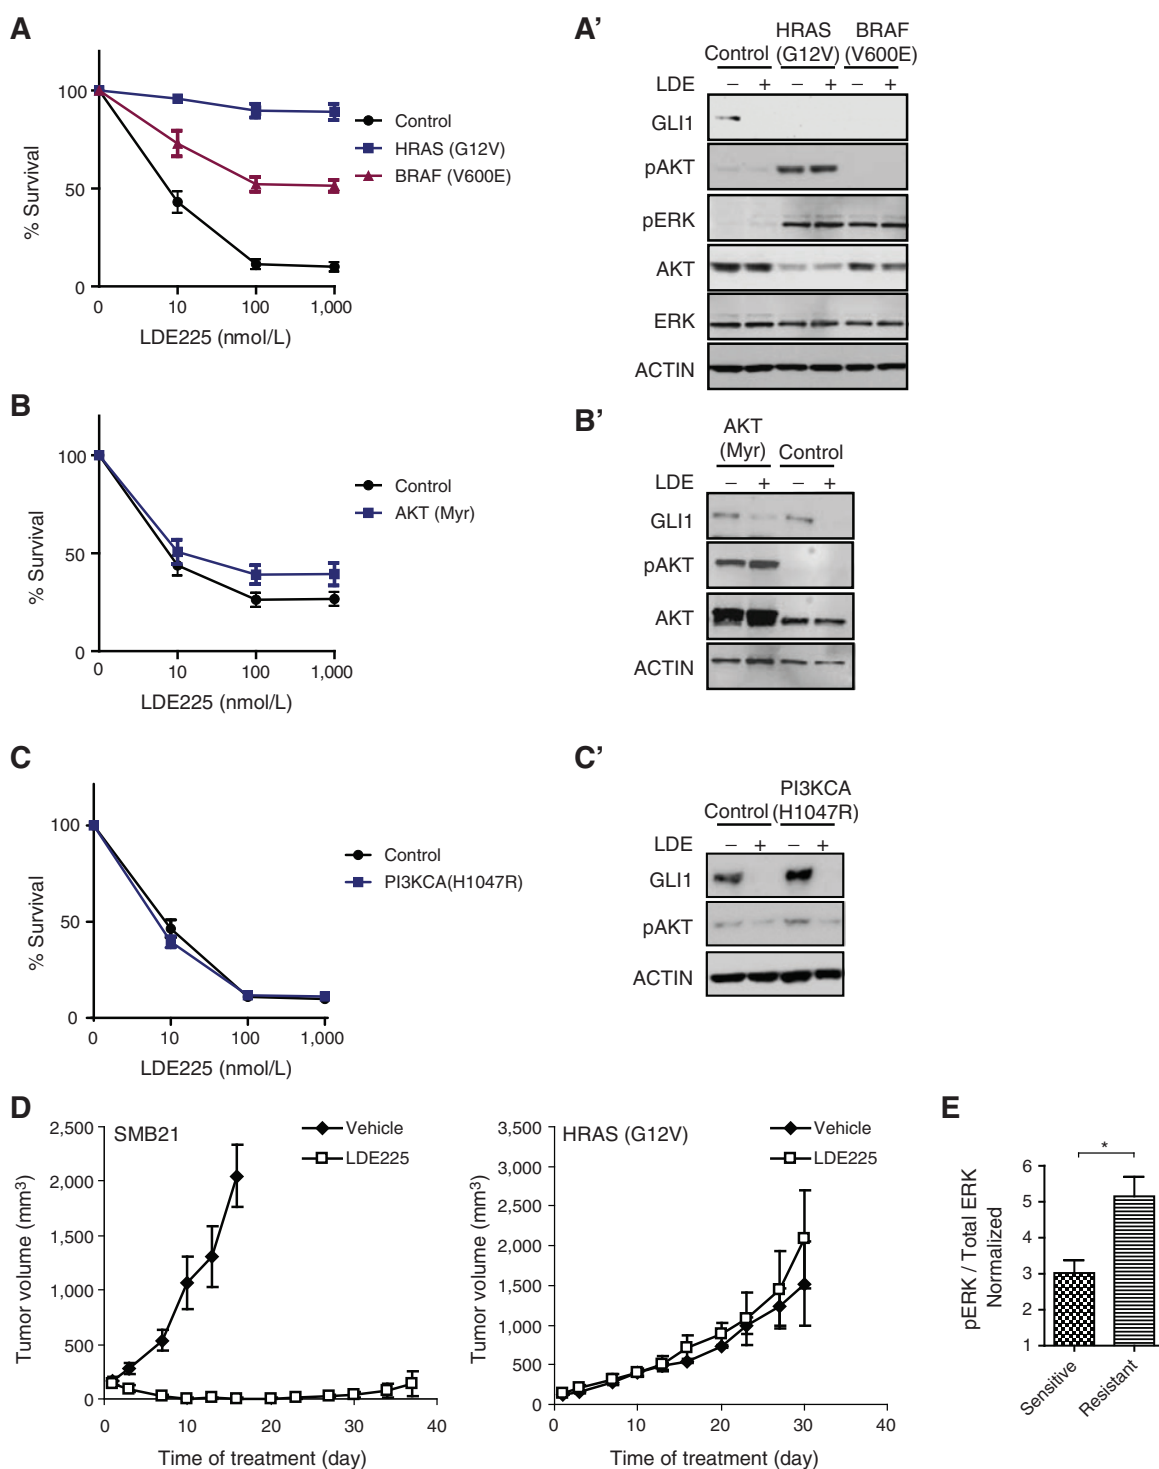 A
100
50
0
% Survival
0 10 100 1,000
LDE225 (nmol/L)
Control
HRAS (G12V)
BRAF (V600E)
A’
Control
HRAS
(G12V)
BRAF
(V600E)
LDE − + − + − +
GLI1
pAKT
pERK
AKT
ERK
ACTIN
B
100
50
0
% Survival
0 10 100 1,000
LDE225 (nmol/L)
Control
AKT (Myr)
B’
AKT
(Myr)
Control
LDE − + − +
GLI1
pAKT
AKT
ACTIN
C
100
50
0
% Survival
0 10 100 1,000
LDE225 (nmol/L)
Control
PI3KCA(H1047R)
C’
Control
PI3KCA
(H1047R)
LDE − + − +
GLI1
pAKT
ACTIN
D
SMB21
Vehicle
LDE225
2,500
2,000
1,500
1,000
500
0
Tumor volume (mm³)
0 10 20 30 40
Time of treatment (day)
HRAS (G12V)
Vehicle
LDE225
3,500
3,000
2,500
2,000
1,500
1,000
500
0
Tumor volume (mm³)
0 10 20 30 40
Time of treatment (day)
E
*
6
5
4
3
2
1
pERK / Total ERK
Normalized
Sensitive
Resistant